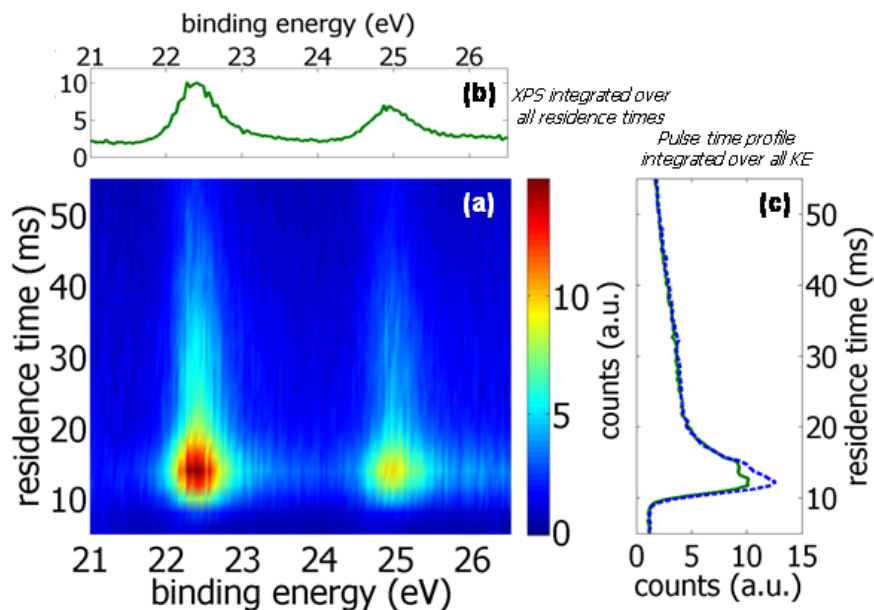 binding energy (eV)
21 22 23 24 25 26
10
5
0
(b)
XPS integrated over
all residence times
Pulse time profile
integrated over all KE
50
40
30
20
10
residence time (ms)
(a)
21 22 23 24 25 26
binding energy (eV)
10
5
0
counts (a.u.)
(c)
50
40
30
20
10
residence time (ms)
0 5 10 15
counts (a.u.)